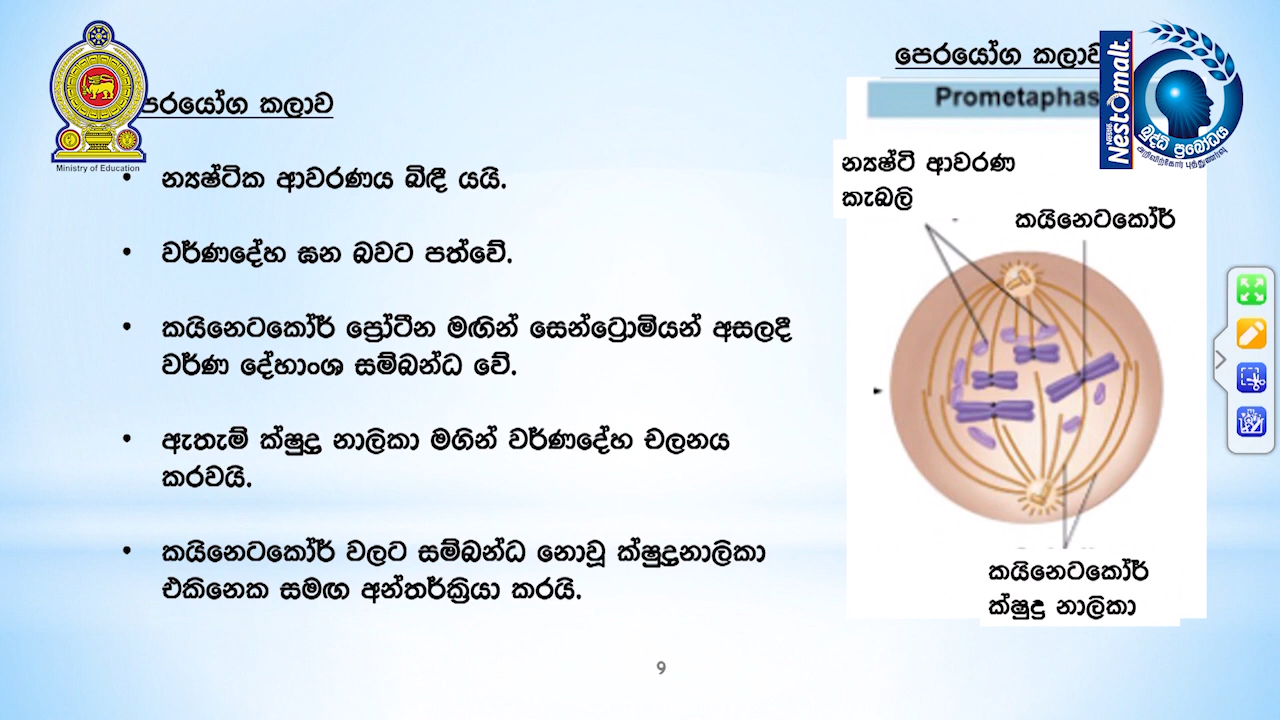 Ministry of Education
පෙරයෝග කලාව
• න්‍යෂ්ටික ආවරණය බිඳී යයි.
• වර්ණදේහ ඝන බවට පත්වේ.
• කයිනෙටකෝර් ප්‍රෝටීන මඟින් සෙන්ට්‍රොමියන් අසලදී
වර්ණ දේහාංශ සම්බන්ධ වේ.
• ඇතැම් ක්ෂුද්‍ර නාලිකා මගින් වර්ණදේහ චලනය
කරවයි.
• කයිනෙටකෝර් වලට සම්බන්ධ නොවූ ක්ෂුද්‍රනාලිකා
එකිනෙක සමඟ අන්තර්ක්‍රියා කරයි.
පෙරයෝග කලාව
Prometaphas
න්‍යෂ්ටි ආවරණ
කැබලි
කයිනෙටකෝර්
කයිනෙටකෝර්
ක්ෂුද්‍ර නාලිකා
Nestomalt
බුද්ධි ප්‍රබෝධය
9